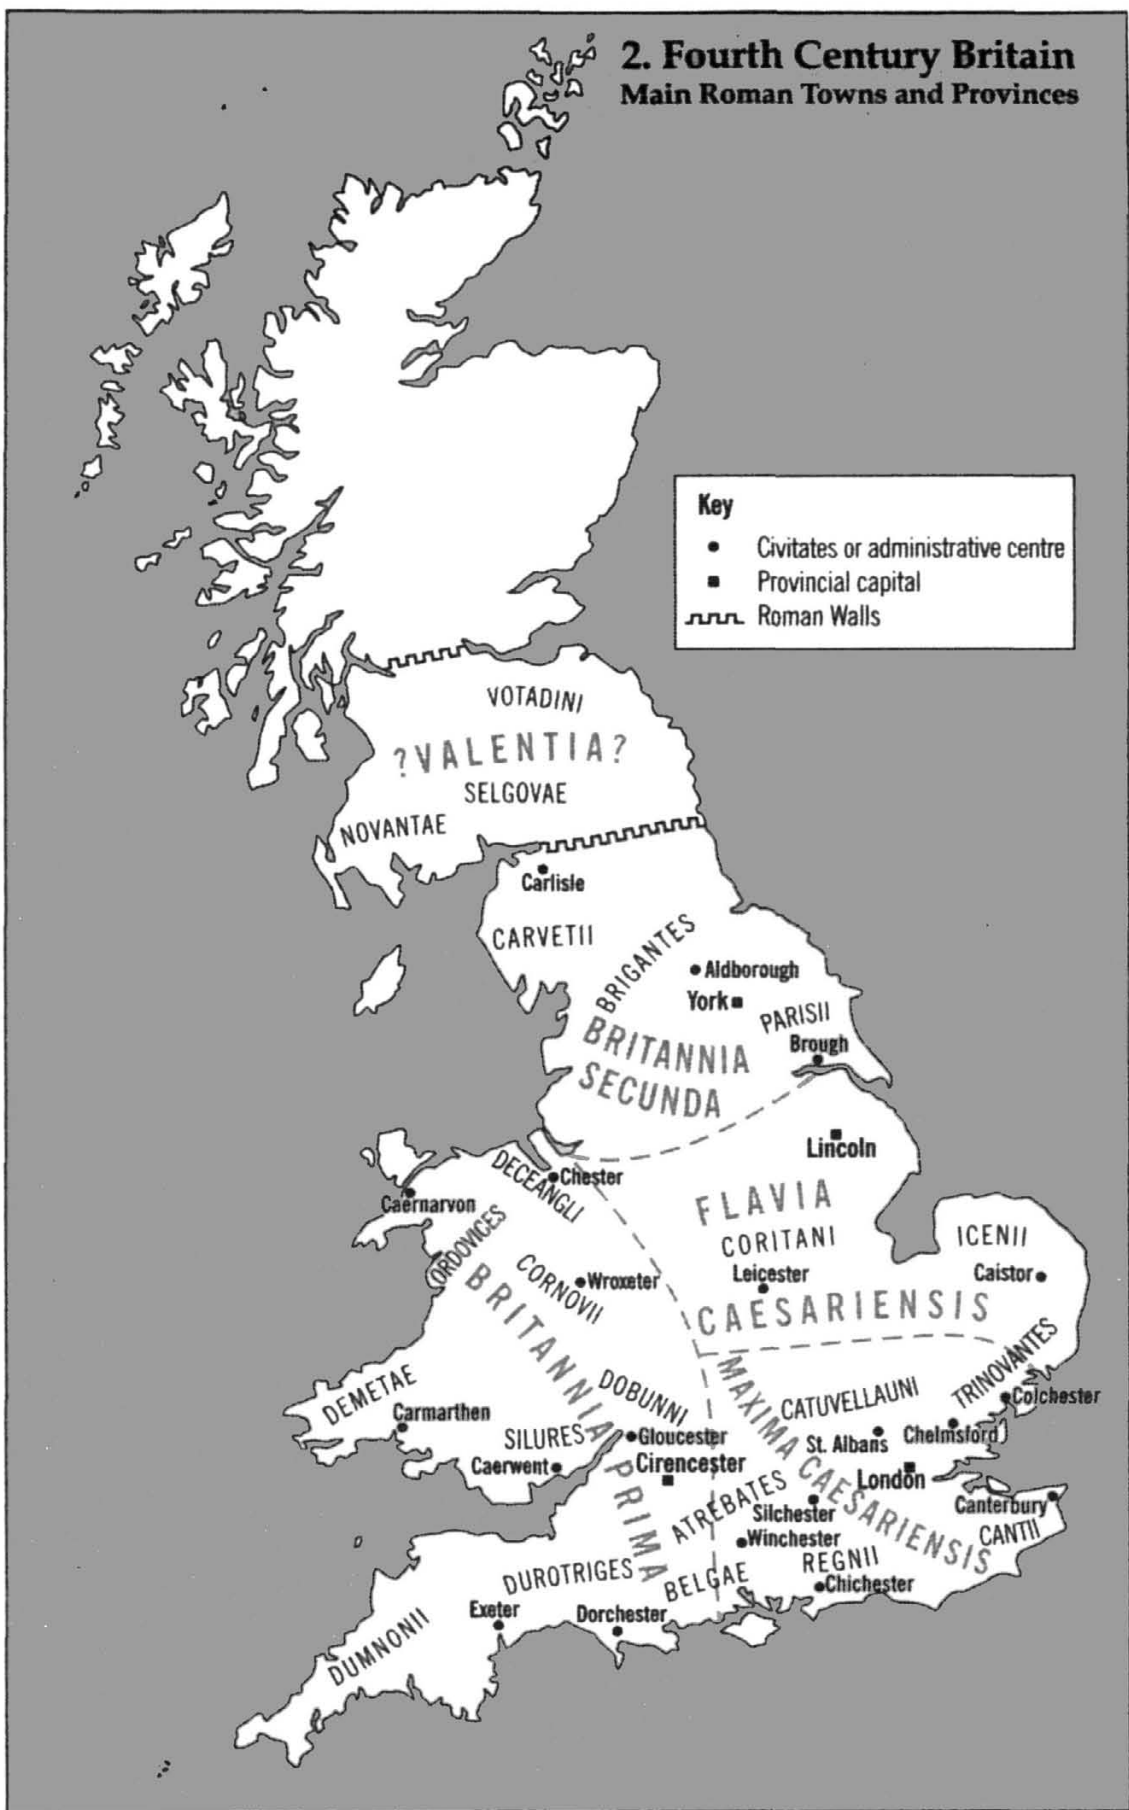 2. Fourth Century Britain
Main Roman Towns and Provinces
Key
Civitates or administrative centre
Provincial capital
Roman Walls
VOTADINI
?VALENTIA?
SELGOVAE
NOVANTAE
Carlisle
CARVETII
BRIGANTES
Aldborough
York
PARISII
Brough
BRITANNIA
SECUNDA
Lincoln
DECEANGLI
Chester
Caernarvon
ORDOVICES
FLAVIA
CORITANI
Leicester
CAESARIENSIS
ICENII
Caistor
CORNOVII
Wroxeter
BRITANNIA PRIMA
DEMETAE
Carmarthen
SILURES
Caerwent
DOBUNNI
Gloucester
Cirencester
MAXIMA CAESARIENSIS
CATUVELLAUNI
TRINOVANTES
Colchester
Chelmsford
St. Albans
London
Canterbury
CANTII
ATREBATES
Silchester
Winchester
REGNII
Chichester
BELGAE
DUROTRIGES
Dorchester
Exeter
DUMNONII